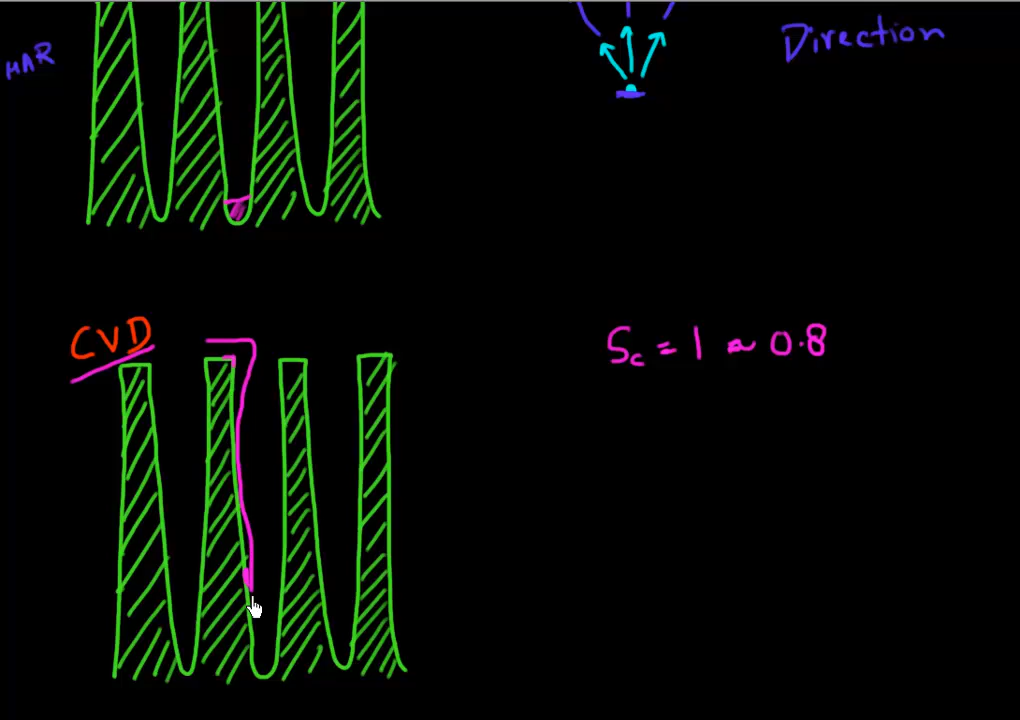 HAR
Direction
CVD
Sc = 1 ~ 0.8